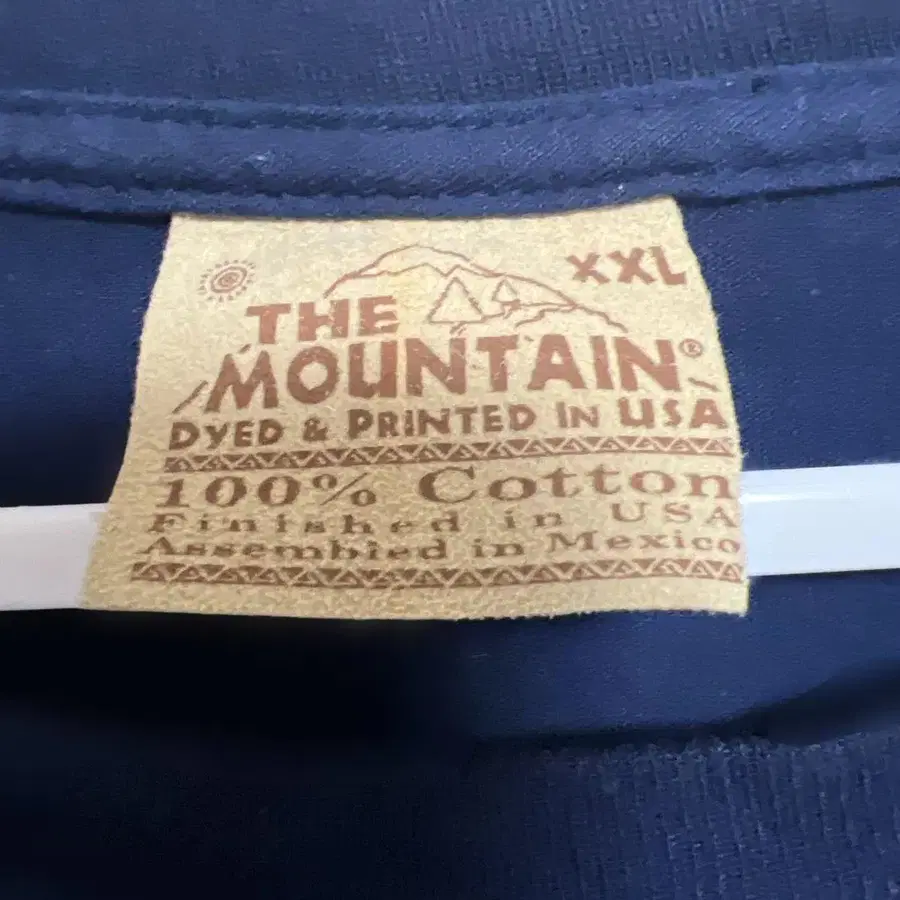 XXL
THE
MOUNTAIN®
DYED & PRINTED IN USA
100% Cotton
Finished in USA
Assembled in Mexico